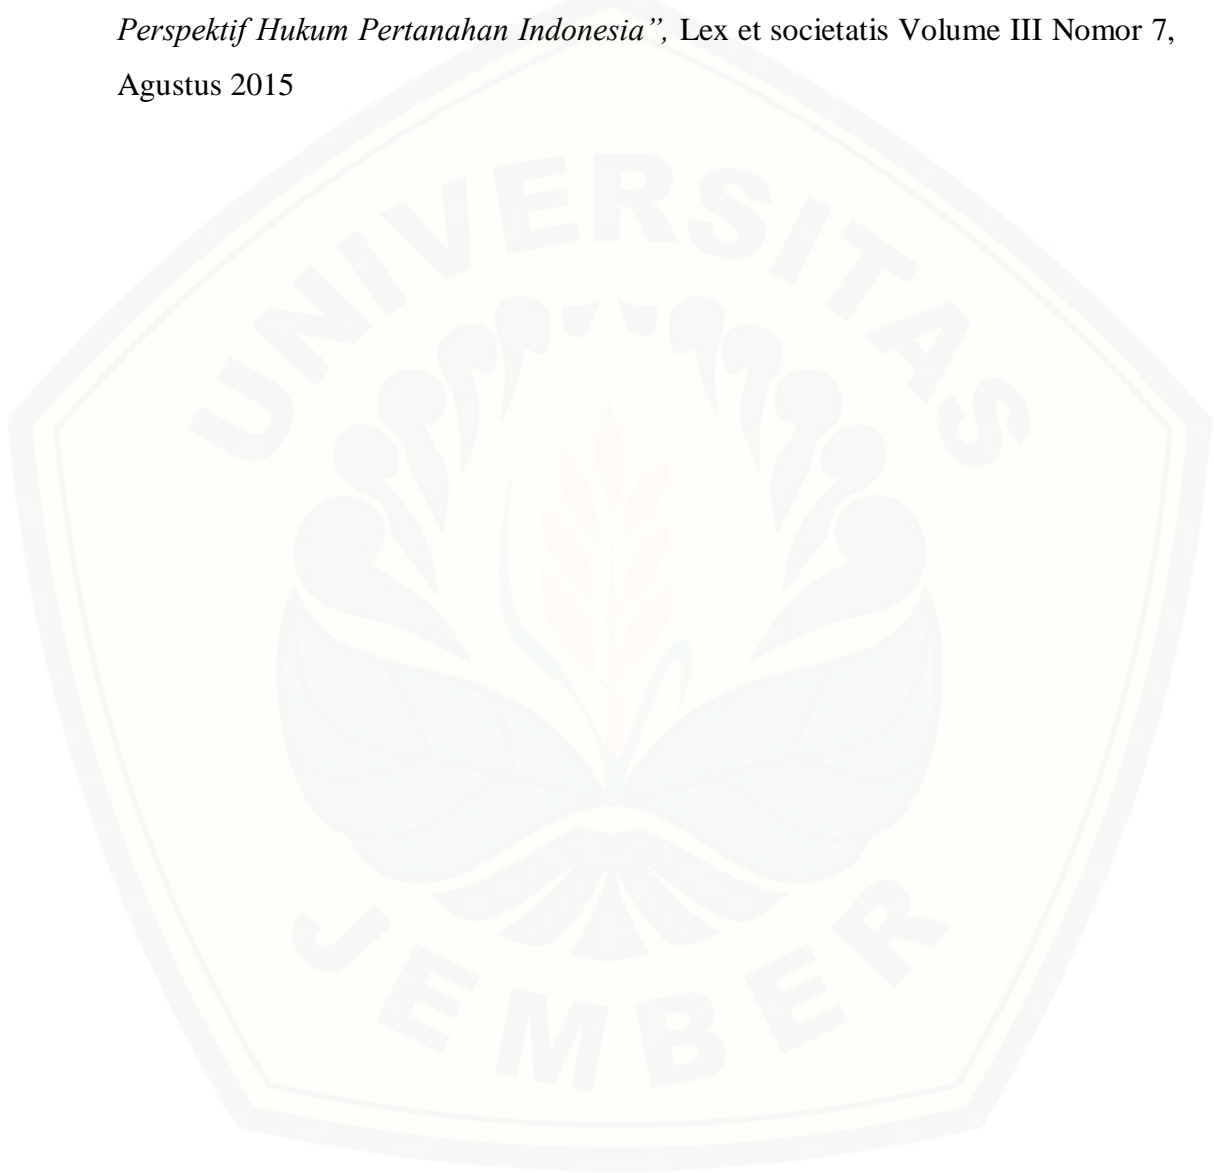 Perspektif Hukum Pertanahan Indonesia”, Lex et societatis Volume III Nomor 7,
Agustus 2015
UNIVERSITAS
JEMBER